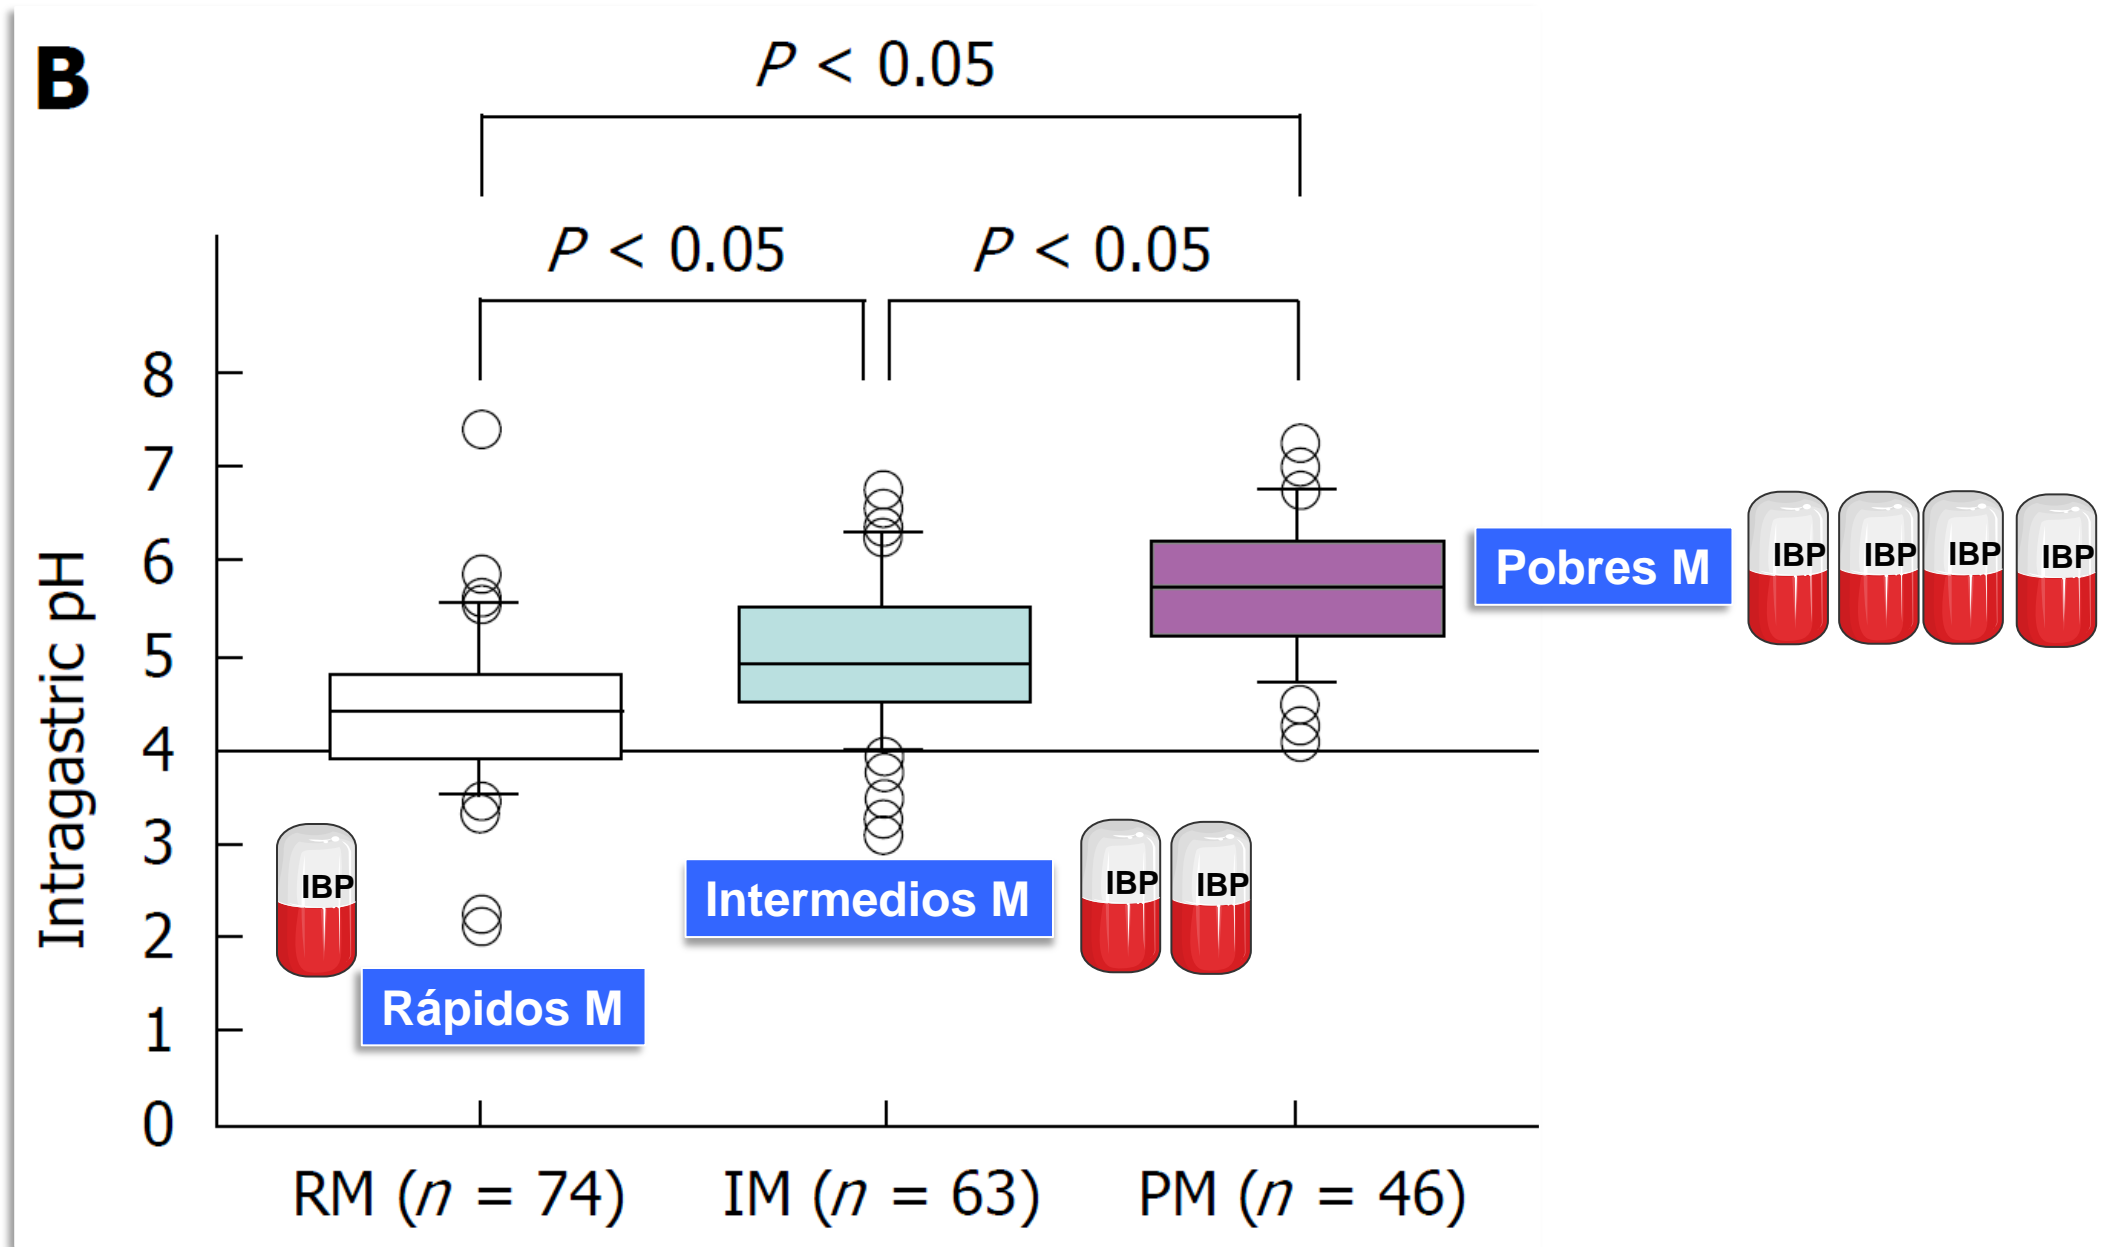 B
P < 0.05
P < 0.05
P < 0.05
Intragastric pH
8
7
6
5
4
3
2
1
0
Pobres M
IBP
IBP
IBP
IBP
IBP
Intermedios M
IBP
IBP
Rápidos M
RM (n = 74)
IM (n = 63)
PM (n = 46)